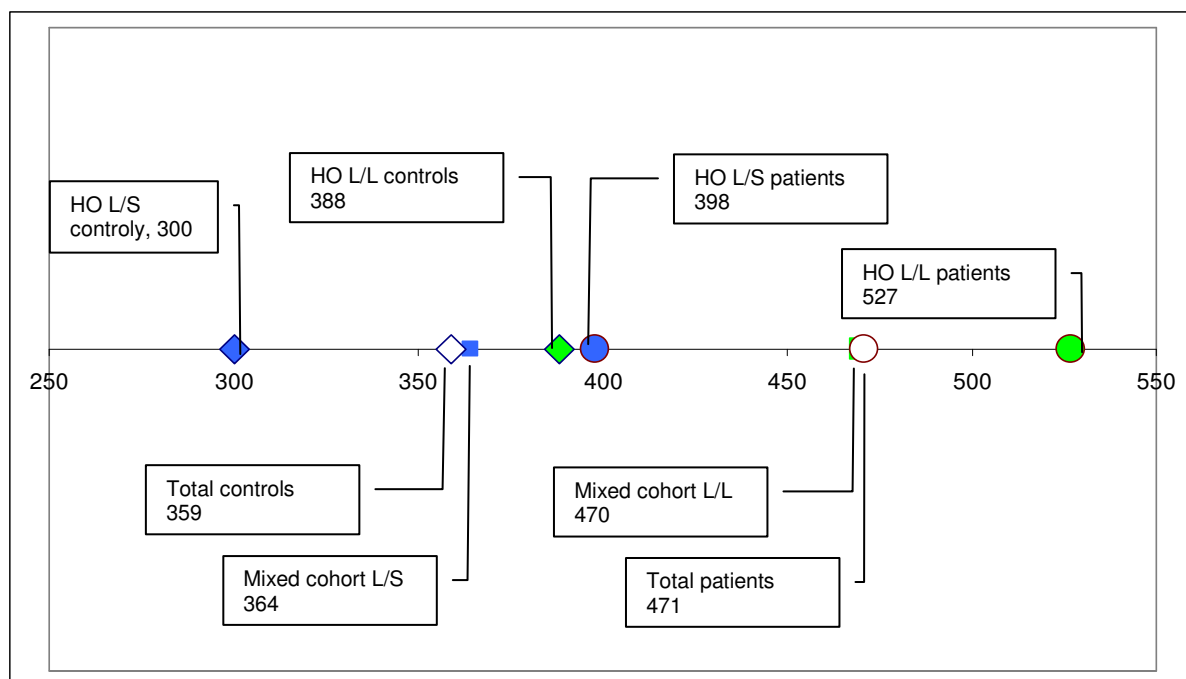 HO L/L controls
388
HO L/S patients
398
HO L/S
controly, 300
HO L/L patients
527
250 300 350 400 450 500 550
Total controls
359
Mixed cohort L/L
470
Mixed cohort L/S
364
Total patients
471